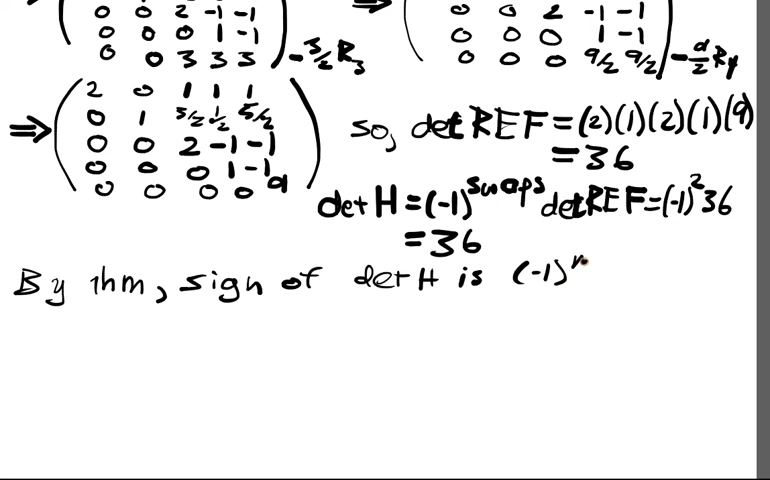 0 0 2 -1 -1
0 0 0 1 -1
0 0 3 3 3 -3/2 R3
⇒
0 0 2 -1 -1
0 0 0 1 -1
0 0 0 9/2 9/2 -9/2 R4
⇒
2 0 1 1 1
0 1 5/2 1/2 5/2
0 0 2 -1 -1
0 0 0 1 -1
0 0 0 0 9
so, det REF = (2)(1)(2)(1)(9)
= 36
det H = (-1)^swaps det REF = (-1)^2 36
= 36
By thm, sign of det H is (-1)